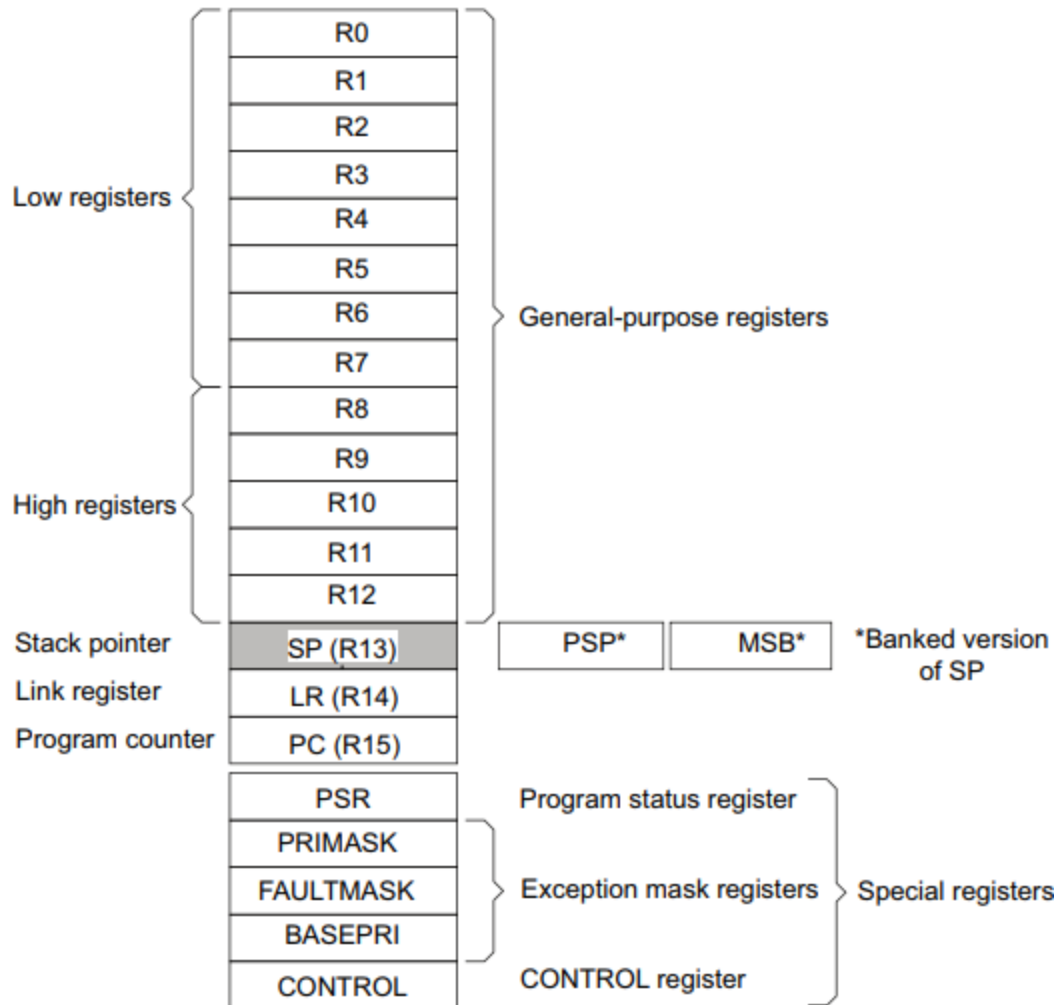 R0
R1
R2
R3
Low registers
R4
R5
R6
General-purpose registers
R7
R8
R9
High registers
R10
R11
R12
Stack pointer
SP (R13)
PSP*
MSB*
*Banked version
of SP
Link register
LR (R14)
Program counter
PC (R15)
PSR
Program status register
PRIMASK
FAULTMASK
Exception mask registers
Special registers
BASEPRI
CONTROL
CONTROL register